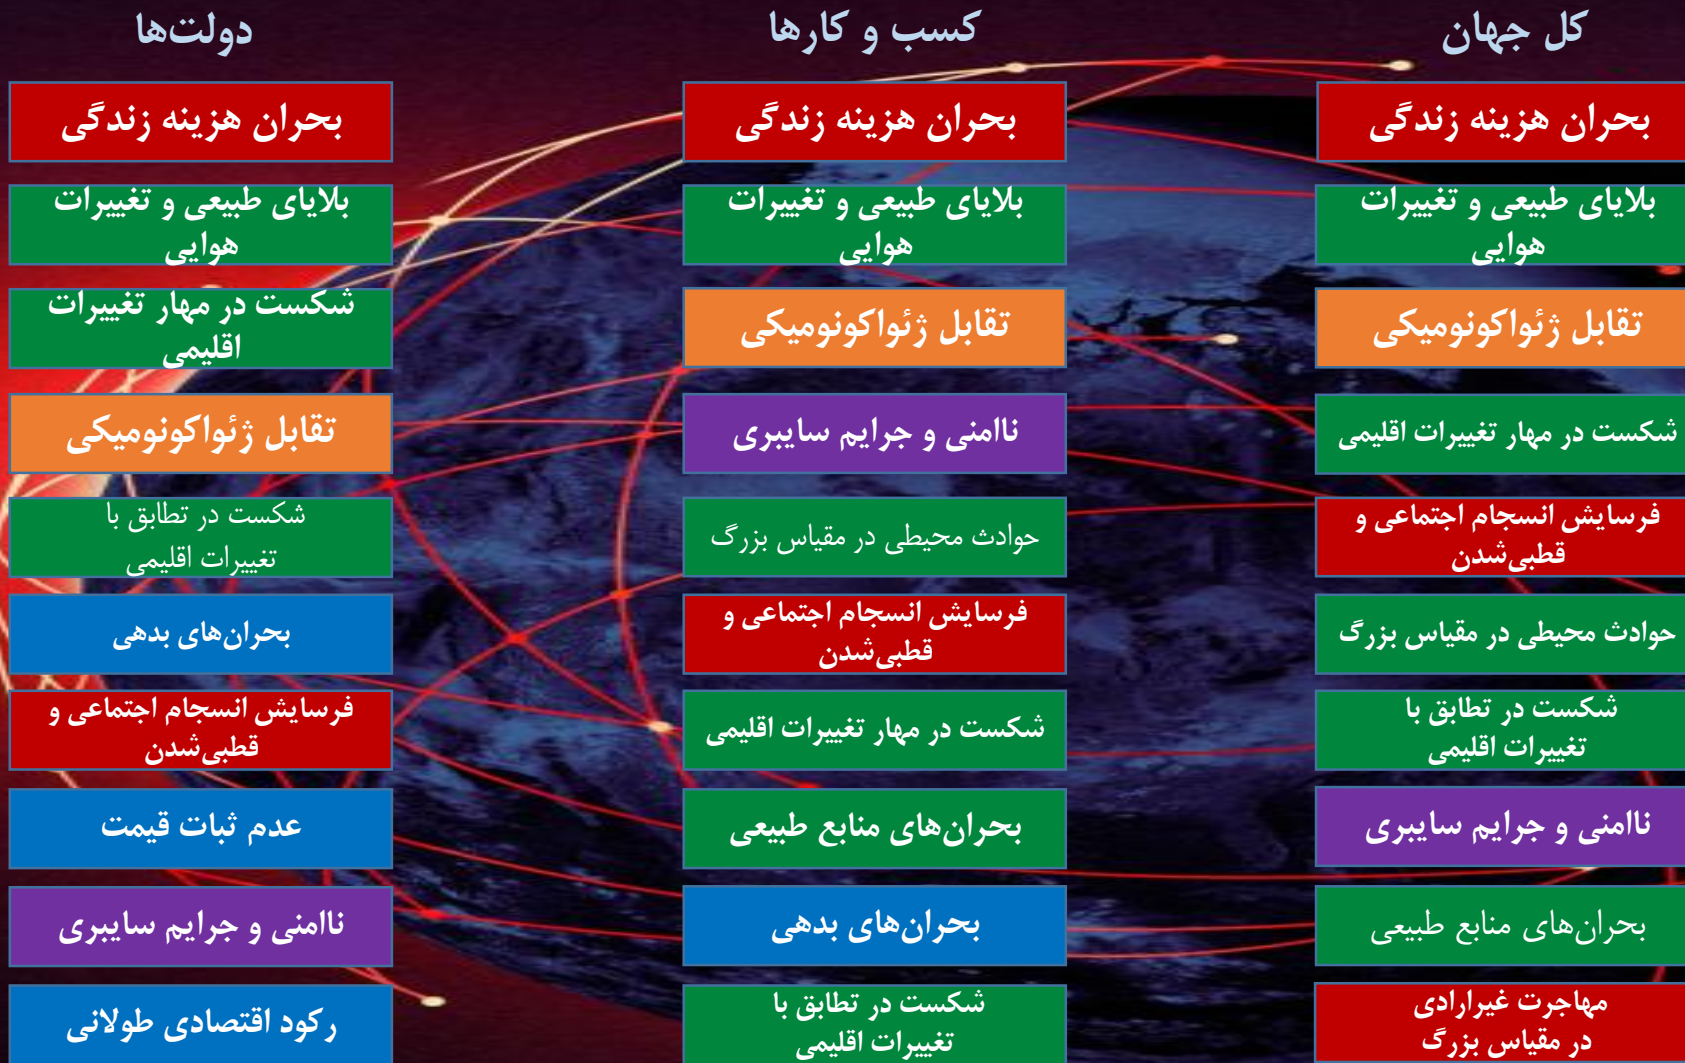 کل جهان
بحران هزینه زندگی
بلایای طبیعی و تغییرات
هوایی
تقابل ژئواکونومیکی
شکست در مهار تغییرات اقلیمی
فرسایش انسجام اجتماعی و
قطبی‌شدن
حوادث محیطی در مقیاس بزرگ
شکست در تطابق با
تغییرات اقلیمی
ناامنی و جرایم سایبری
بحران‌های منابع طبیعی
مهاجرت غیرارادی
در مقیاس بزرگ
کسب و کارها
بحران هزینه زندگی
بلایای طبیعی و تغییرات
هوایی
تقابل ژئواکونومیکی
ناامنی و جرایم سایبری
حوادث محیطی در مقیاس بزرگ
فرسایش انسجام اجتماعی و
قطبی‌شدن
شکست در مهار تغییرات اقلیمی
بحران‌های منابع طبیعی
بحران‌های بدهی
شکست در تطابق با
تغییرات اقلیمی
دولت‌ها
بحران هزینه زندگی
بلایای طبیعی و تغییرات
هوایی
شکست در مهار تغییرات
اقلیمی
تقابل ژئواکونومیکی
شکست در تطابق با
تغییرات اقلیمی
بحران‌های بدهی
فرسایش انسجام اجتماعی و
قطبی‌شدن
عدم ثبات قیمت
ناامنی و جرایم سایبری
رکود اقتصادی طولانی